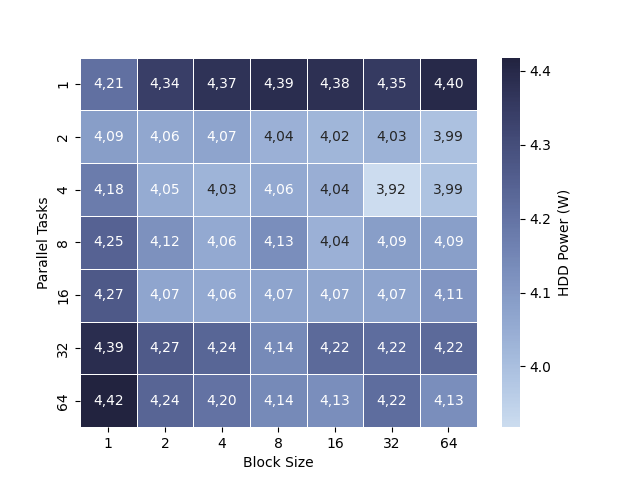 1 4,21 4,34 4,37 4,39 4,38 4,35 4,40
2 4,09 4,06 4,07 4,04 4,02 4,03 3,99
4 4,18 4,05 4,03 4,06 4,04 3,92 3,99
8 4,25 4,12 4,06 4,13 4,04 4,09 4,09
16 4,27 4,07 4,06 4,07 4,07 4,07 4,11
32 4,39 4,27 4,24 4,14 4,22 4,22 4,22
64 4,42 4,24 4,20 4,14 4,13 4,22 4,13
1 2 4 8 16 32 64
Block Size
Parallel Tasks
4.4
4.3
4.2
4.1
4.0
HDD Power (W)